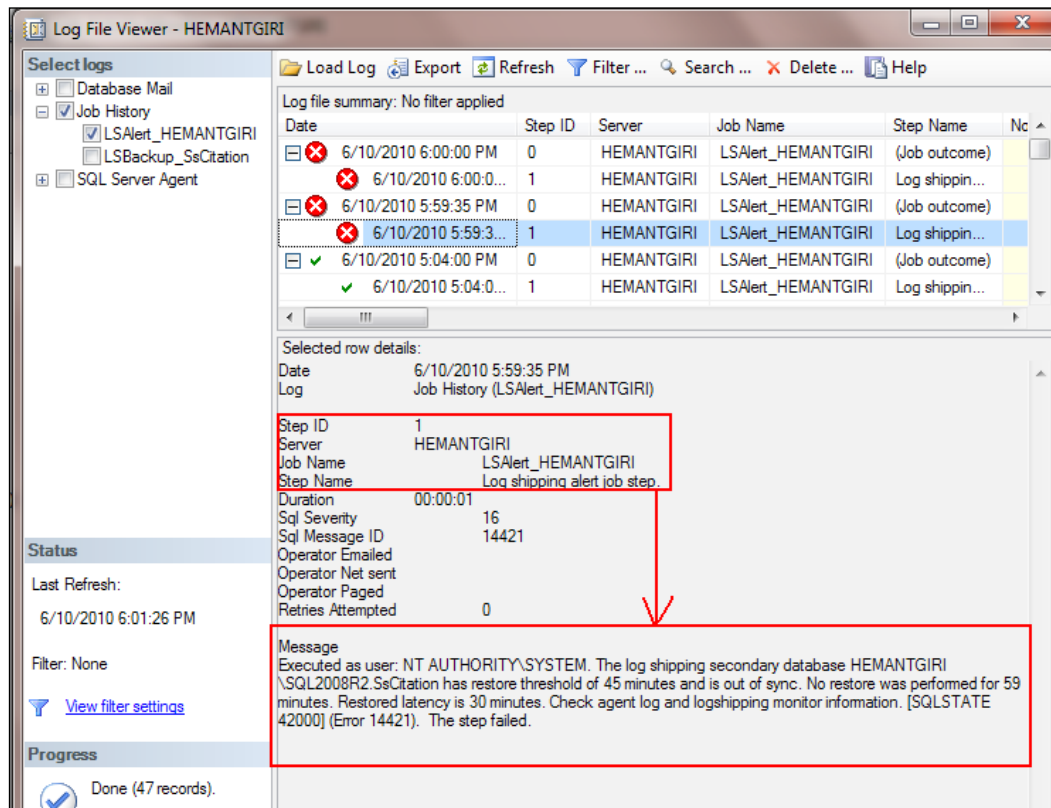 Log File Viewer - HEMANTGIRI
Select logs
Database Mail
Job History
LSAlert_HEMANTGIRI
LSBackup_SsCitation
SQL Server Agent
Status
Last Refresh:
6/10/2010 6:01:26 PM
Filter: None
View filter settings
Progress
Done (47 records).
Load Log Export Refresh Filter ... Search ... Delete ... Help
Log file summary: No filter applied
Date Step ID Server Job Name Step Name
6/10/2010 6:00:00 PM 0 HEMANTGIRI LSAlert_HEMANTGIRI (Job outcome)
6/10/2010 6:00:0... 1 HEMANTGIRI LSAlert_HEMANTGIRI Log shippin...
6/10/2010 5:59:35 PM 0 HEMANTGIRI LSAlert_HEMANTGIRI (Job outcome)
6/10/2010 5:59:3... 1 HEMANTGIRI LSAlert_HEMANTGIRI Log shippin...
6/10/2010 5:04:00 PM 0 HEMANTGIRI LSAlert_HEMANTGIRI (Job outcome)
6/10/2010 5:04:0... 1 HEMANTGIRI LSAlert_HEMANTGIRI Log shippin...
Selected row details:
Date 6/10/2010 5:59:35 PM
Log Job History (LSAlert_HEMANTGIRI)
Step ID 1
Server HEMANTGIRI
Job Name LSAlert_HEMANTGIRI
Step Name Log shipping alert job step.
Duration 00:00:01
Sql Severity 16
Sql Message ID 14421
Operator Emailed
Operator Net sent
Operator Paged
Retries Attempted 0
Message
Executed as user: NT AUTHORITY\SYSTEM. The log shipping secondary database HEMANTGIRI
\SQL2008R2.SsCitation has restore threshold of 45 minutes and is out of sync. No restore was performed for 59
minutes. Restored latency is 30 minutes. Check agent log and logshipping monitor information. [SQLSTATE
42000] (Error 14421).  The step failed.